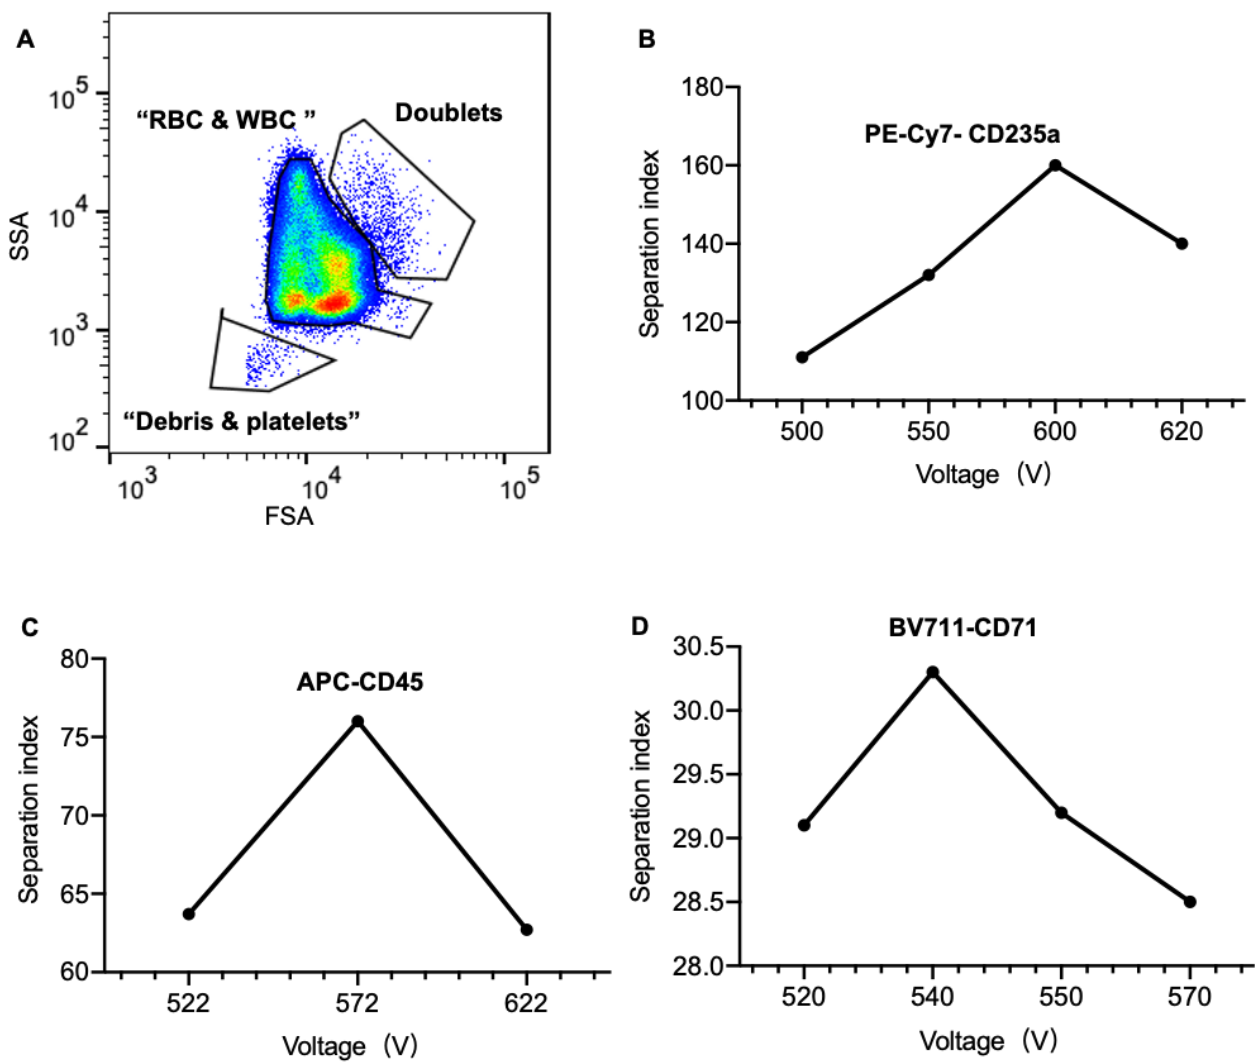 A
SSA
10^5
10^4
10^3
10^2
“RBC & WBC ”
Doublets
“Debris & platelets”
10^3
10^4
10^5
FSA
B
PE-Cy7- CD235a
Separation index
180
160
140
120
100
500
550
600
620
Voltage (V)
C
APC-CD45
Separation index
80
75
70
65
60
522
572
622
Voltage (V)
D
BV711-CD71
Separation index
30.5
30.0
29.5
29.0
28.5
28.0
520
540
550
570
Voltage (V)